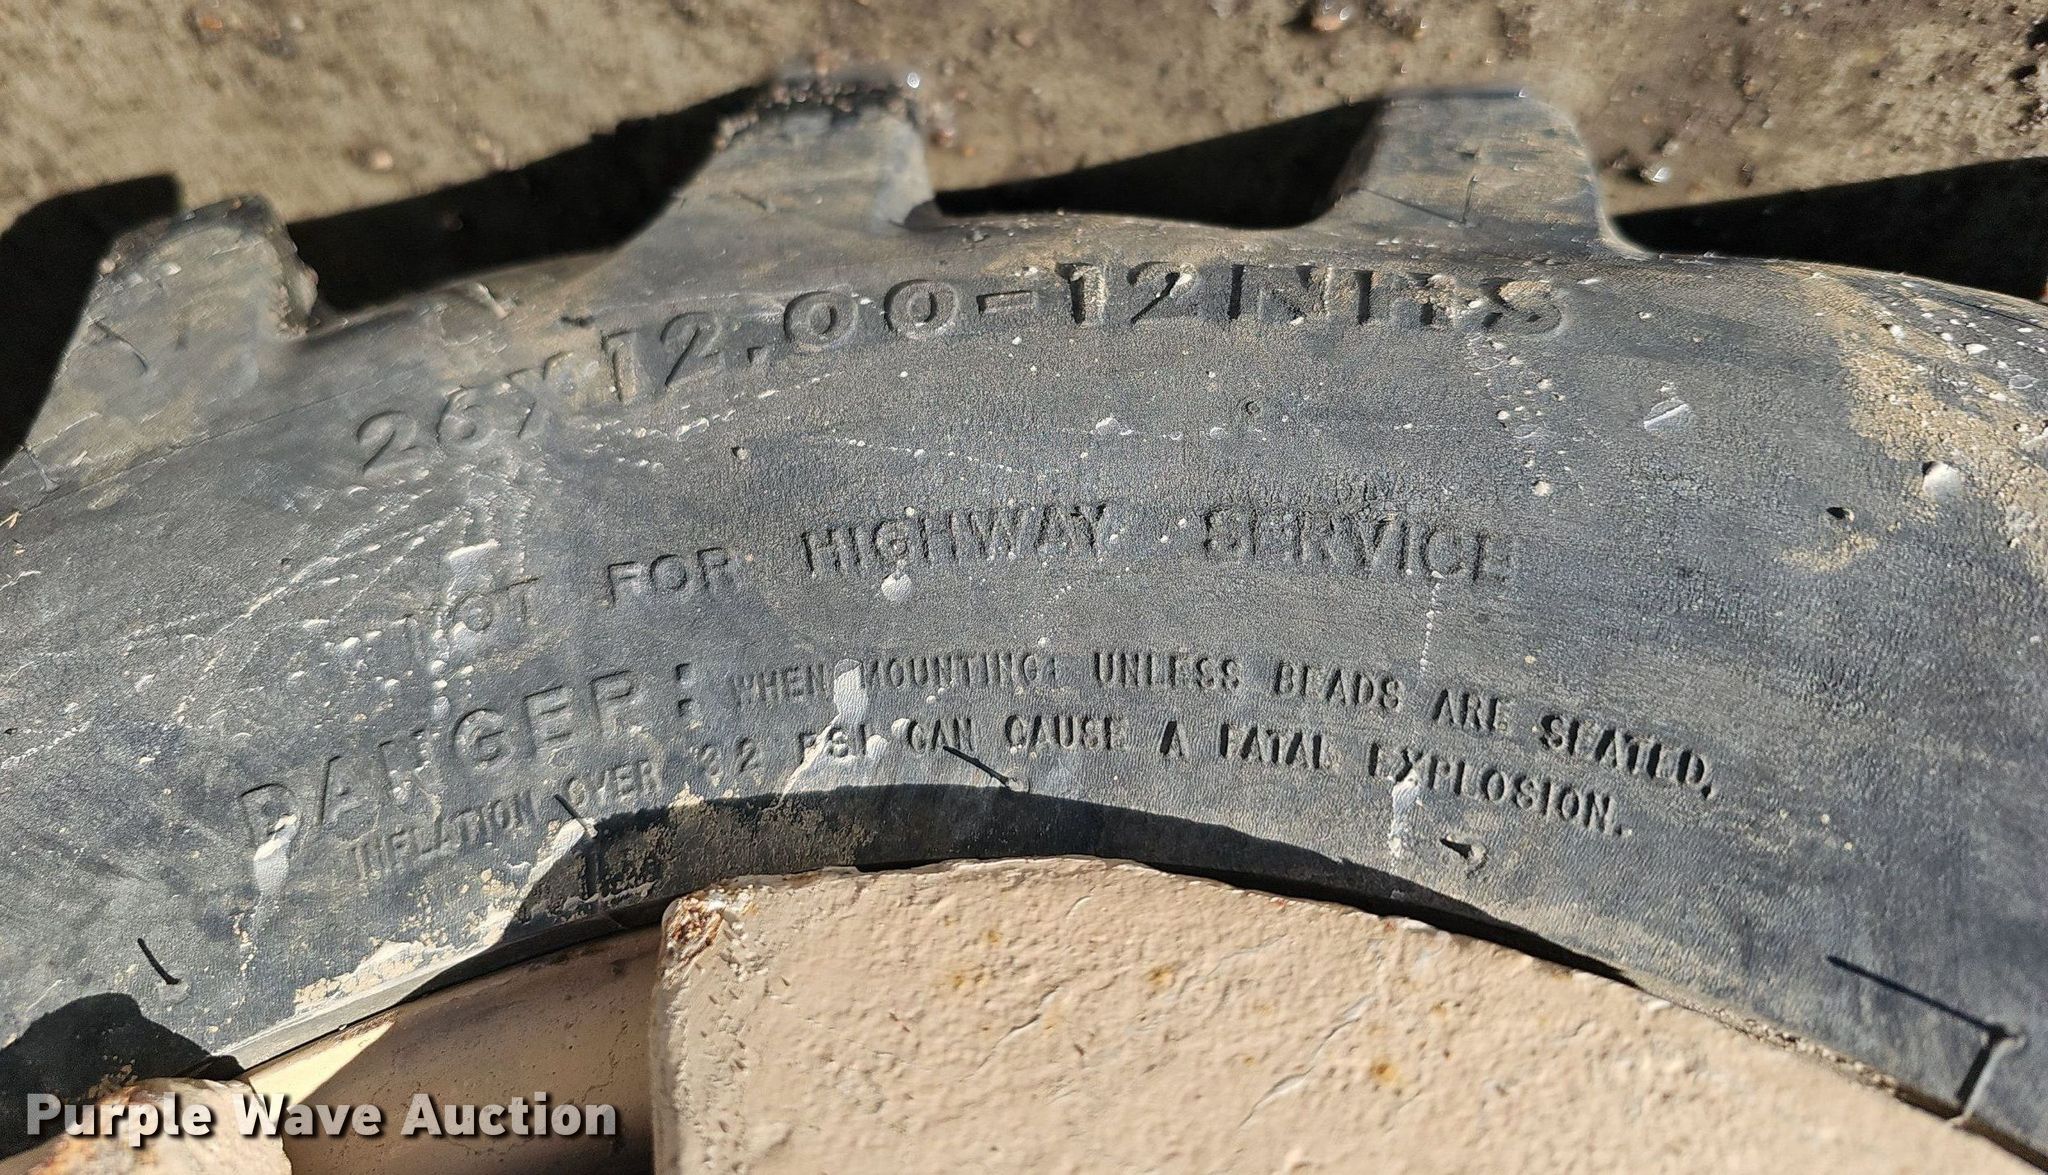 26X12.00-12NHS
NOT FOR HIGHWAY SERVICE
DANGER: WHEN MOUNTING: UNLESS BEADS ARE SEATED,
INFLATION OVER 32 PSI CAN CAUSE A FATAL EXPLOSION.
Purple Wave Auction